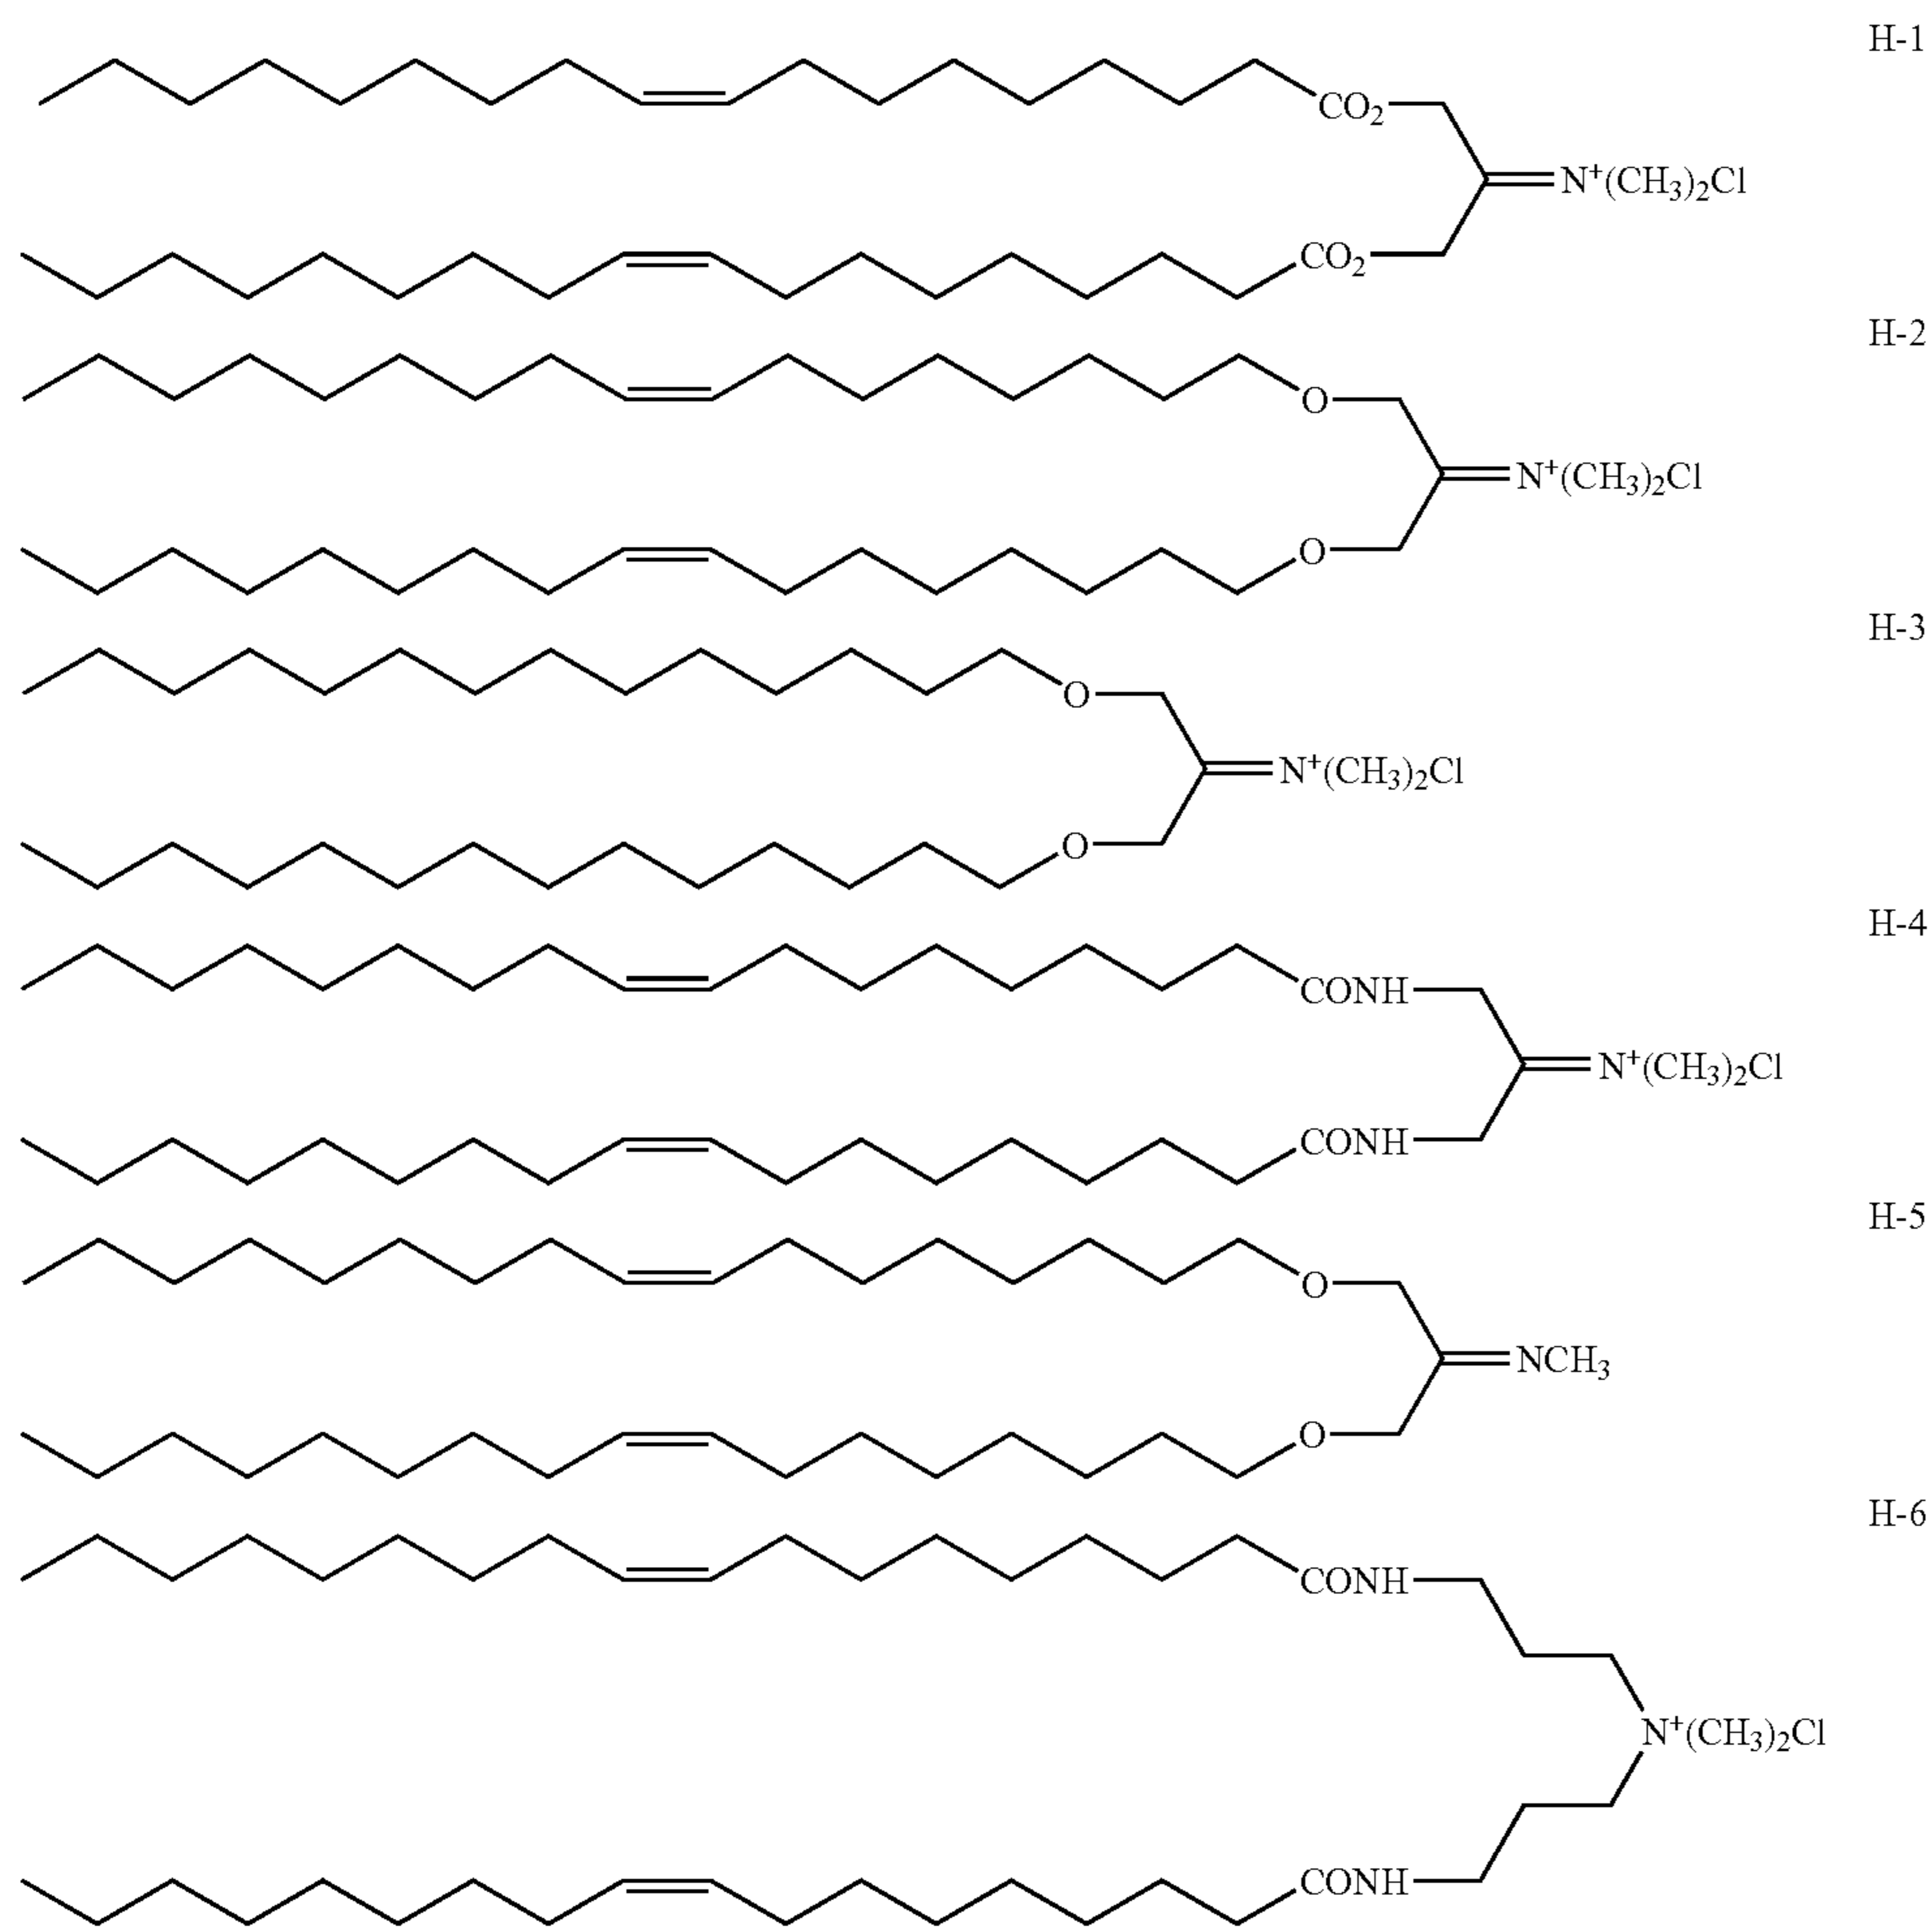 H-1
CO₂
N⁺(CH₃)₂Cl
CO₂
H-2
O
N⁺(CH₃)₂Cl
O
H-3
O
N⁺(CH₃)₂Cl
O
H-4
CONH
N⁺(CH₃)₂Cl
CONH
H-5
O
NCH₃
O
H-6
CONH
N⁺(CH₃)₂Cl
CONH